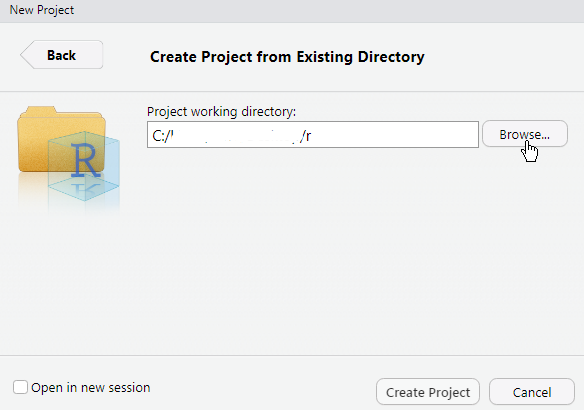 New Project
Back
Create Project from Existing Directory
Project working directory:
C:/ /r
Browse...
R
Open in new session
Create Project
Cancel